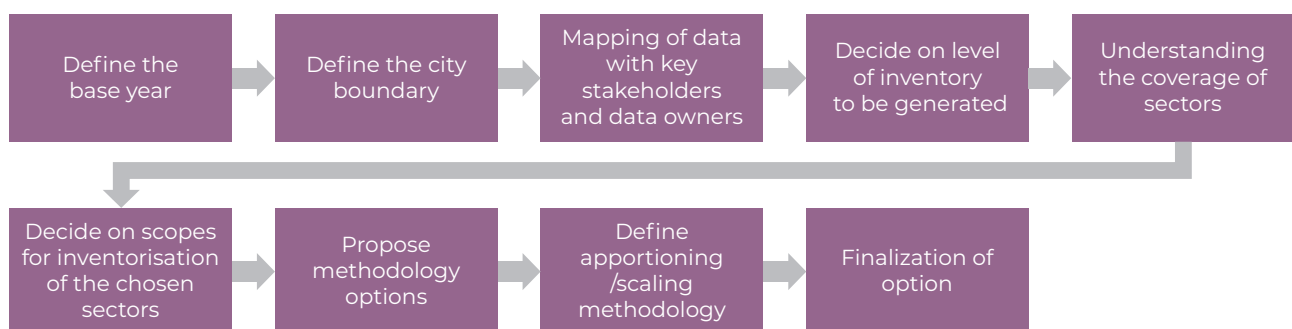 Define the
base year
Define the city
boundary
Mapping of data
with key
stakeholders
and data owners
Decide on level
of inventory
to be generated
Understanding
the coverage of
sectors
Decide on scopes
for inventorisation
of the chosen
sectors
Propose
methodology
options
Define
apportioning
/scaling
methodology
Finalization of
option